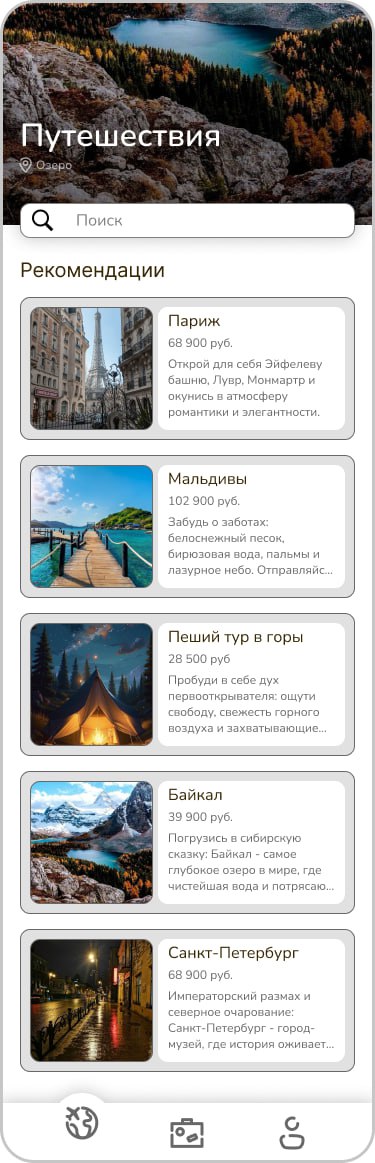 Путешествия
Озеро
Поиск
Рекомендации
Париж
68 900 руб.
Открой для себя Эйфелеву
башню, Лувр, Монмартр и
окунись в атмосферу
романтики и элегантности.
Мальдивы
102 900 руб.
Забудь о заботах:
белоснежный песок,
бирюзовая вода, пальмы и
лазурное небо. Отправляйс...
Пеший тур в горы
28 500 руб
Пробуди в себе дух
первооткрывателя: ощути
свободу, свежесть горного
воздуха и захватывающие...
Байкал
39 900 руб.
Погрузись в сибирскую
сказку: Байкал - самое
глубокое озеро в мире, где
чистейшая вода и потрясаю...
Санкт-Петербург
68 900 руб.
Императорский размах и
северное очарование:
Санкт-Петербург - город-
музей, где история оживает...